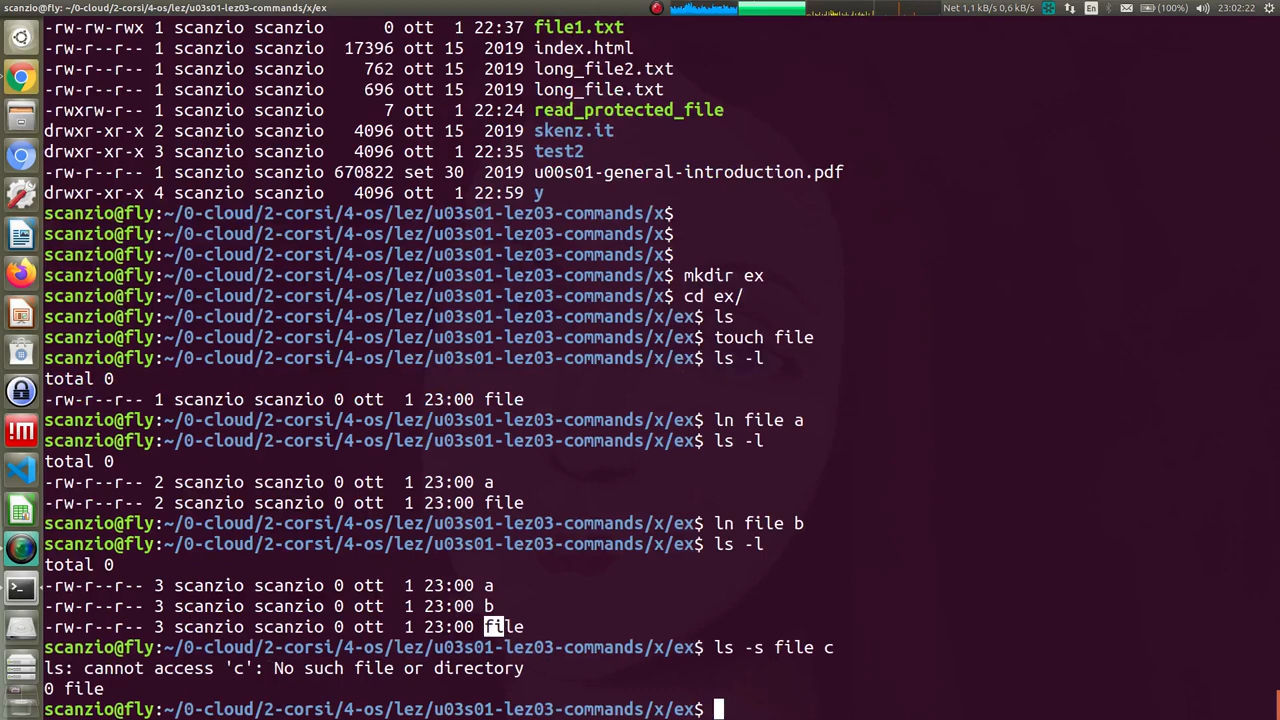 scanzio@fly: ~/0-cloud/2-corsi/4-os/lez/u03s01-lez03-commands/x/ex
Net 1,1 kB/s 0,6 kB/s
En
(100%)
23:02:22
-rw-rw-rwx 1 scanzio scanzio      0 ott  1 22:37 file1.txt
-rw-r--r-- 1 scanzio scanzio  17396 ott 15  2019 index.html
-rw-r--r-- 1 scanzio scanzio    762 ott 15  2019 long_file2.txt
-rw-r--r-- 1 scanzio scanzio    696 ott 15  2019 long_file.txt
-rwxrw-r-- 1 scanzio scanzio      7 ott  1 22:24 read_protected_file
drwxr-xr-x 2 scanzio scanzio   4096 ott 15  2019 skenz.it
drwxr-xr-x 3 scanzio scanzio   4096 ott  1 22:35 test2
-rw-r--r-- 1 scanzio scanzio 670822 set 30  2019 u00s01-general-introduction.pdf
drwxr-xr-x 4 scanzio scanzio   4096 ott  1 22:59 y
scanzio@fly:~/0-cloud/2-corsi/4-os/lez/u03s01-lez03-commands/x$
scanzio@fly:~/0-cloud/2-corsi/4-os/lez/u03s01-lez03-commands/x$
scanzio@fly:~/0-cloud/2-corsi/4-os/lez/u03s01-lez03-commands/x$
scanzio@fly:~/0-cloud/2-corsi/4-os/lez/u03s01-lez03-commands/x$ mkdir ex
scanzio@fly:~/0-cloud/2-corsi/4-os/lez/u03s01-lez03-commands/x$ cd ex/
scanzio@fly:~/0-cloud/2-corsi/4-os/lez/u03s01-lez03-commands/x/ex$ ls
scanzio@fly:~/0-cloud/2-corsi/4-os/lez/u03s01-lez03-commands/x/ex$ touch file
scanzio@fly:~/0-cloud/2-corsi/4-os/lez/u03s01-lez03-commands/x/ex$ ls -l
total 0
-rw-r--r-- 1 scanzio scanzio 0 ott  1 23:00 file
scanzio@fly:~/0-cloud/2-corsi/4-os/lez/u03s01-lez03-commands/x/ex$ ln file a
scanzio@fly:~/0-cloud/2-corsi/4-os/lez/u03s01-lez03-commands/x/ex$ ls -l
total 0
-rw-r--r-- 2 scanzio scanzio 0 ott  1 23:00 a
-rw-r--r-- 2 scanzio scanzio 0 ott  1 23:00 file
scanzio@fly:~/0-cloud/2-corsi/4-os/lez/u03s01-lez03-commands/x/ex$ ln file b
scanzio@fly:~/0-cloud/2-corsi/4-os/lez/u03s01-lez03-commands/x/ex$ ls -l
total 0
-rw-r--r-- 3 scanzio scanzio 0 ott  1 23:00 a
-rw-r--r-- 3 scanzio scanzio 0 ott  1 23:00 b
-rw-r--r-- 3 scanzio scanzio 0 ott  1 23:00 file
scanzio@fly:~/0-cloud/2-corsi/4-os/lez/u03s01-lez03-commands/x/ex$ ls -s file c
ls: cannot access 'c': No such file or directory
0 file
scanzio@fly:~/0-cloud/2-corsi/4-os/lez/u03s01-lez03-commands/x/ex$